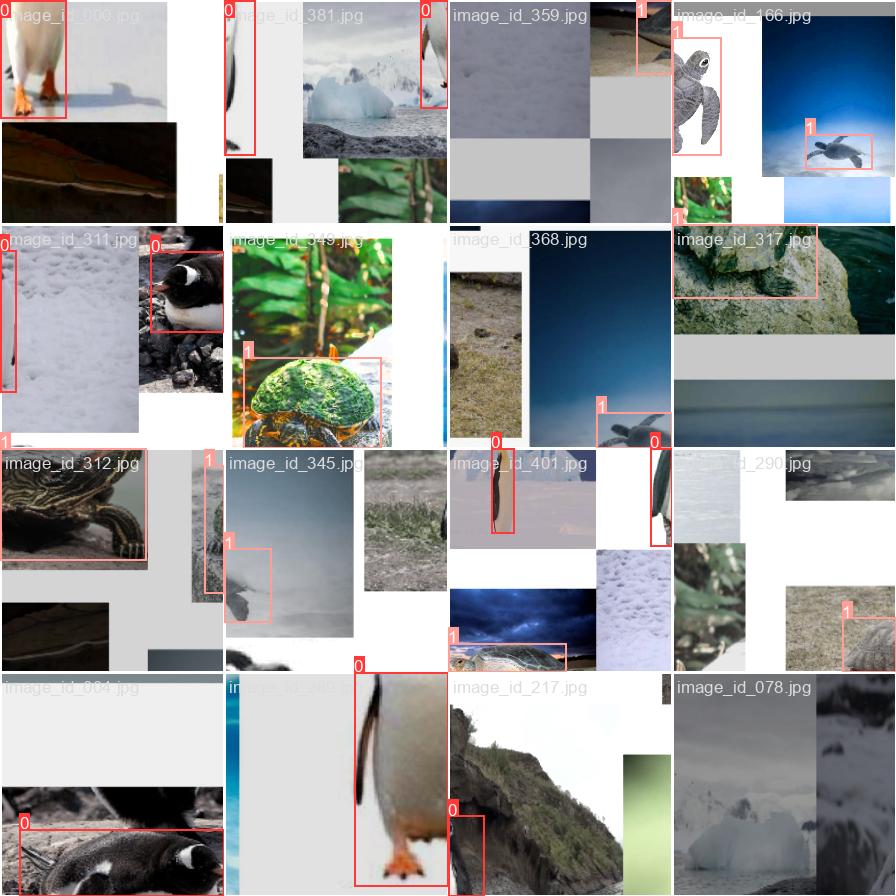 image_id_000.jpg
image_id_381.jpg
image_id_359.jpg
image_id_166.jpg
0
0
0
1
1
1
image_id_311.jpg
image_id_349.jpg
image_id_368.jpg
image_id_317.jpg
0
0
1
1
1
image_id_312.jpg
image_id_345.jpg
image_id_401.jpg
image_id_290.jpg
1
1
1
0
0
1
1
image_id_004.jpg
image_id_289.jpg
image_id_217.jpg
image_id_078.jpg
0
0
0